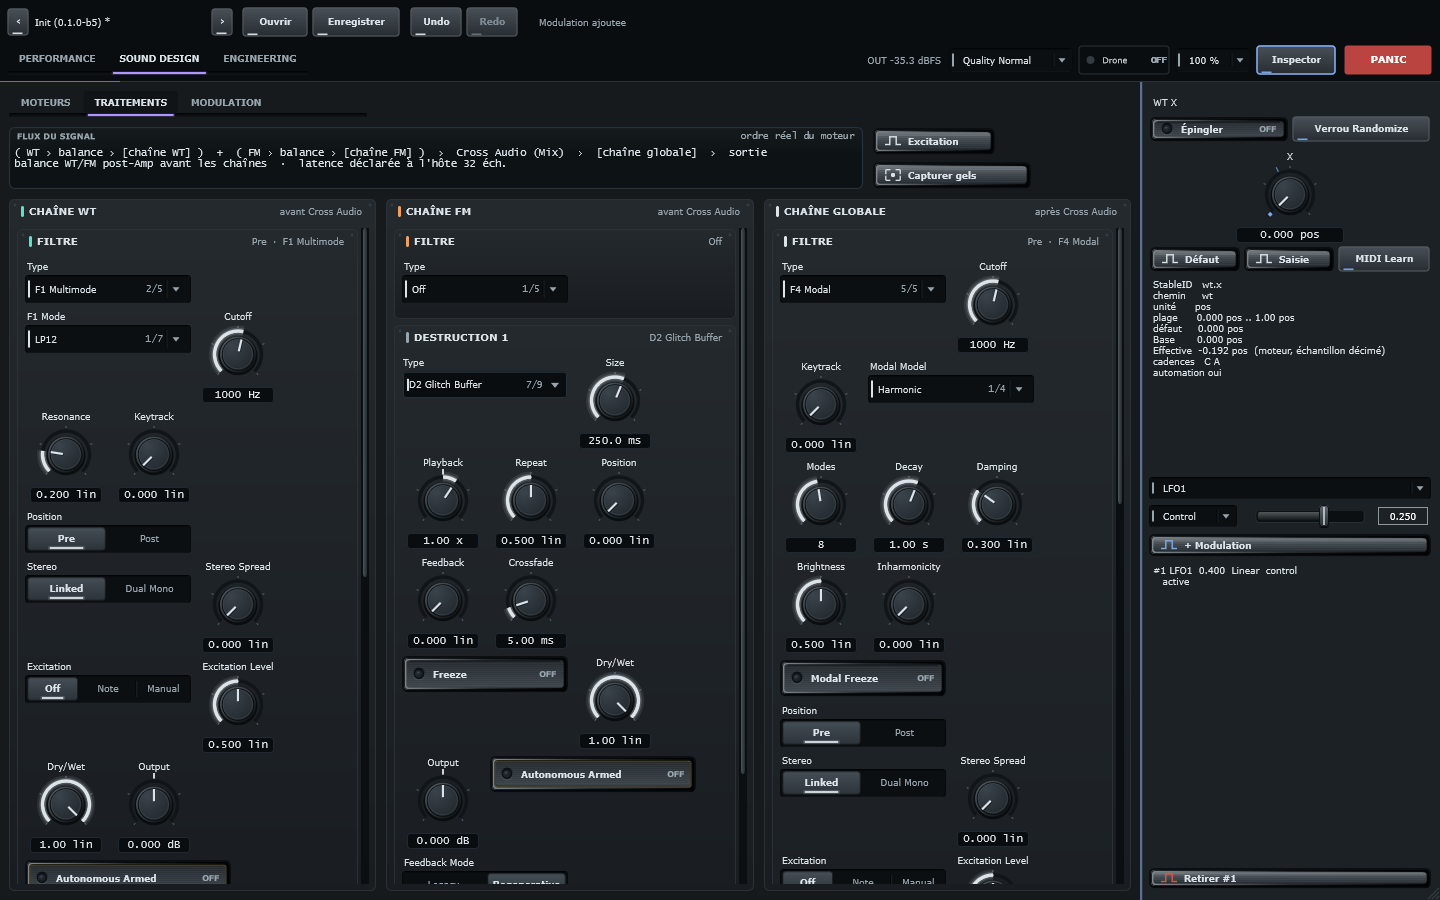 Init (0.1.0-b5) *
Ouvrir
Enregistrer
Undo
Redo
Modulation ajoutee
PERFORMANCE
SOUND DESIGN
ENGINEERING
OUT -35.3 dBFS
Quality Normal
Drone OFF
100 %
Inspector
PANIC
MOTEURS
TRAITEMENTS
MODULATION
FLUX DU SIGNAL
ordre réel du moteur
( WT › balance › [chaîne WT] ) + ( FM › balance › [chaîne FM] ) › Cross Audio (Mix) › [chaîne globale] › sortie
balance WT/FM post-Amp avant les chaînes · latence déclarée à l'hôte 32 éch.
Excitation
Capturer gels
CHAÎNE WT
avant Cross Audio
FILTRE
Pre · F1 Multimode
Type
F1 Multimode 2/5
F1 Mode
LP12 1/7
Cutoff
1000 Hz
Resonance
0.200 lin
Keytrack
0.000 lin
Position
Pre
Post
Stereo
Linked
Dual Mono
Stereo Spread
0.000 lin
Excitation
Off
Note
Manual
Excitation Level
0.500 lin
Dry/Wet
1.00 lin
Output
0.000 dB
Autonomous Armed OFF
CHAÎNE FM
avant Cross Audio
FILTRE
Off
Type
Off 1/5
DESTRUCTION 1
D2 Glitch Buffer
Type
D2 Glitch Buffer 7/9
Size
250.0 ms
Playback
1.00 x
Repeat
0.500 lin
Position
0.000 lin
Feedback
0.000 lin
Crossfade
5.00 ms
Freeze OFF
Dry/Wet
1.00 lin
Output
0.000 dB
Autonomous Armed OFF
Feedback Mode
Legacy
Regenerative
CHAÎNE GLOBALE
après Cross Audio
FILTRE
Pre · F4 Modal
Type
F4 Modal 5/5
Cutoff
1000 Hz
Keytrack
0.000 lin
Modal Model
Harmonic 1/4
Modes
8
Decay
1.00 s
Damping
0.300 lin
Brightness
0.500 lin
Inharmonicity
0.000 lin
Modal Freeze OFF
Position
Pre
Post
Stereo
Linked
Dual Mono
Stereo Spread
0.000 lin
Excitation
Off
Note
Manual
Excitation Level
WT X
Épingler OFF
Verrou Randomize
X
0.000 pos
Défaut
Saisie
MIDI Learn
StableID wt.x
chemin wt
unité pos
plage 0.000 pos .. 1.00 pos
défaut 0.000 pos
Base 0.000 pos
Effective -0.192 pos (moteur, échantillon décimé)
cadences C A
automation oui
LFO1
Control
0.250
+ Modulation
#1 LFO1 0.400 Linear control
active
Retirer #1